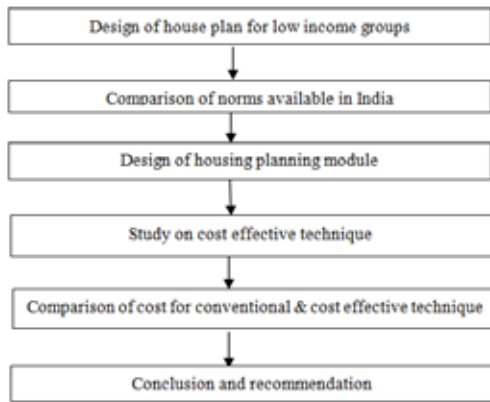 Design of house plan for low income groups
Comparison of norms available in India
Design of housing planning module
Study on cost effective technique
Comparison of cost for conventional & cost effective technique
Conclusion and recommendation